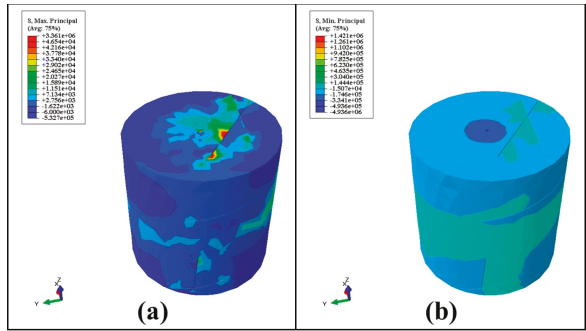 S, Max. Principal
(Avg: 75%)
+3.361e+06
+4.654e+04
+4.216e+04
+3.778e+04
+3.340e+04
+2.902e+04
+2.465e+04
+2.027e+04
+1.589e+04
+1.151e+04
+7.134e+03
+2.756e+03
-1.622e+03
-6.000e+03
-5.327e+05
Z
X
Y
(a)
S, Min. Principal
(Avg: 75%)
+1.421e+06
+1.261e+06
+1.102e+06
+9.420e+05
+7.825e+05
+6.230e+05
+4.635e+05
+3.040e+05
+1.444e+05
-1.507e+04
-1.746e+05
-3.341e+05
-4.936e+05
-4.936e+06
Z
X
Y
(b)